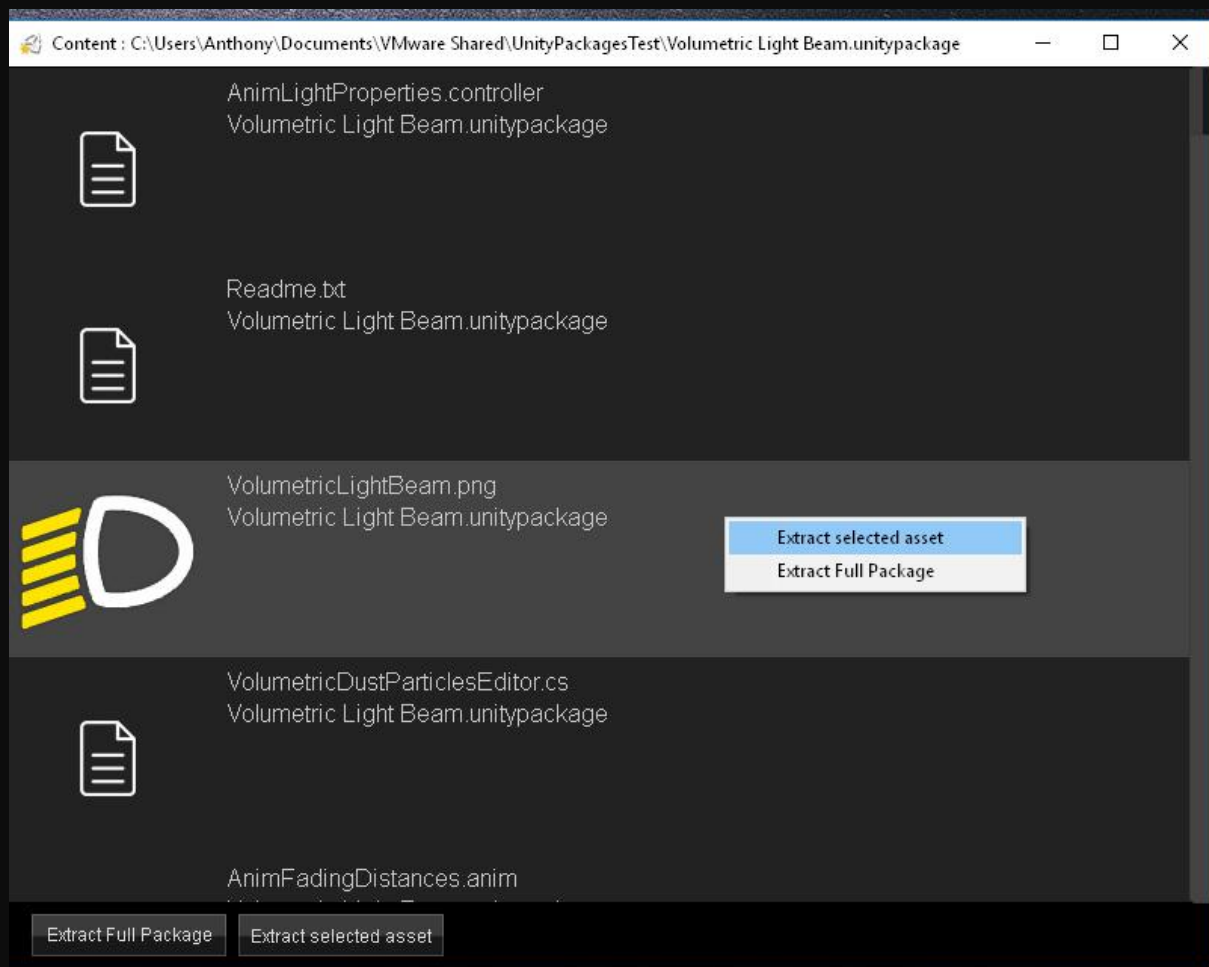 Content : C:\Users\Anthony\Documents\VMware Shared\UnityPackagesTest\Volumetric Light Beam.unitypackage
AnimLightProperties.controller
Volumetric Light Beam.unitypackage
Readme.txt
Volumetric Light Beam.unitypackage
VolumetricLightBeam.png
Volumetric Light Beam.unitypackage
Extract selected asset
Extract Full Package
VolumetricDustParticlesEditor.cs
Volumetric Light Beam.unitypackage
AnimFadingDistances.anim
Extract Full Package
Extract selected asset